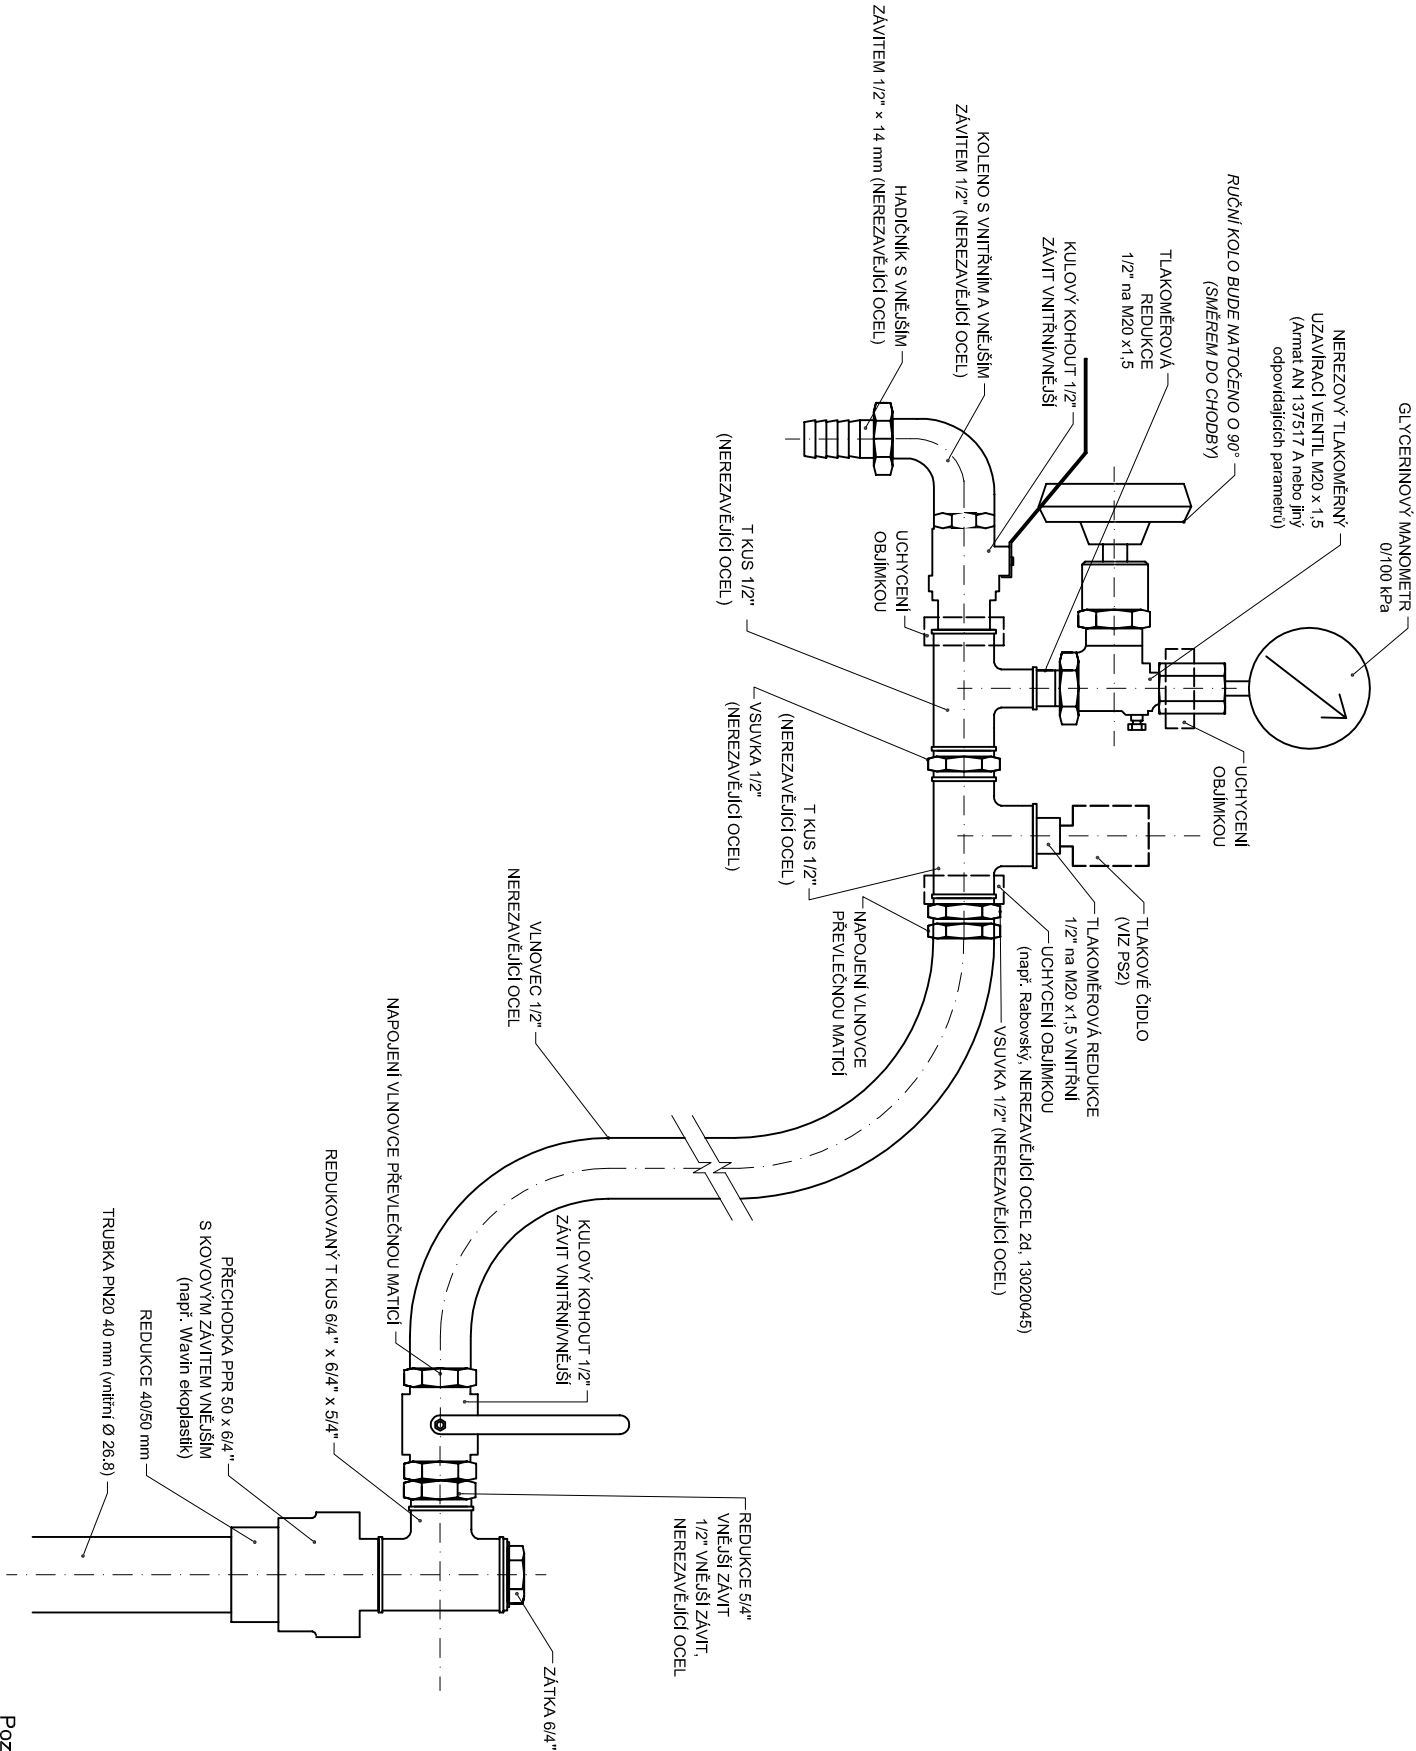 GLYCERINOVÝ MANOMETR
0/100 kPa
NEREZOVÝ TLAKOMĚRNÝ
UZAVÍRACÍ VENTIL M20 x 1,5
(Armat AN 137517 A nebo jiný
odpovídajících parametrů)
RUČNÍ KOLO BUDE NATOČENO O 90°
(SMĚREM DO CHODBY)
TLAKOMĚROVÁ
REDUKCE
1/2" na M20 x1,5
KULOVÝ KOHOUT 1/2"
ZÁVIT VNITŘNÍ/VNĚJŠÍ
KOLENO S VNITŘNÍM A VNĚJŠÍM
ZÁVITEM 1/2" (NEREZAVĚJÍCÍ OCEL)
HADIČNÍK S VNĚJŠÍM
ZÁVITEM 1/2" × 14 mm (NEREZAVĚJÍCÍ OCEL)
UCHYCENÍ
OBJÍMKOU
UCHYCENÍ
OBJÍMKOU
T KUS 1/2"
(NEREZAVĚJÍCÍ OCEL)
VSUVKA 1/2"
(NEREZAVĚJÍCÍ OCEL)
T KUS 1/2"
(NEREZAVĚJÍCÍ OCEL)
TLAKOVÉ ČIDLO
(VIZ PS2)
TLAKOMĚROVÁ REDUKCE
1/2" na M20 x1,5 VNITŘNÍ
UCHYCENÍ OBJÍMKOU
(např. Rabovský, NEREZAVĚJÍCÍ OCEL 2d, 13020045)
VSUVKA 1/2" (NEREZAVĚJÍCÍ OCEL)
NAPOJENÍ VLNOVCE
PŘEVLEČNOU MATICÍ
VLNOVEC 1/2"
NEREZAVĚJÍCÍ OCEL
NAPOJENÍ VLNOVCE PŘEVLEČNOU MATICÍ
KULOVÝ KOHOUT 1/2"
ZÁVIT VNITŘNÍ/VNĚJŠÍ
REDUKOVANÝ T KUS 6/4" x 6/4" x 5/4"
PŘECHODKA PPR 50 x 6/4"
S KOVOVÝM ZÁVITEM VNĚJŠÍM
(např. Wavin ekoplastik)
REDUKCE 40/50 mm
TRUBKA PN20 40 mm (vnitřní Ø 26.8)
REDUKCE 5/4"
VNĚJŠÍ ZÁVIT
1/2" VNĚJŠÍ ZÁVIT,
NEREZAVĚJÍCÍ OCEL
ZÁTKA 6/4"
Poz